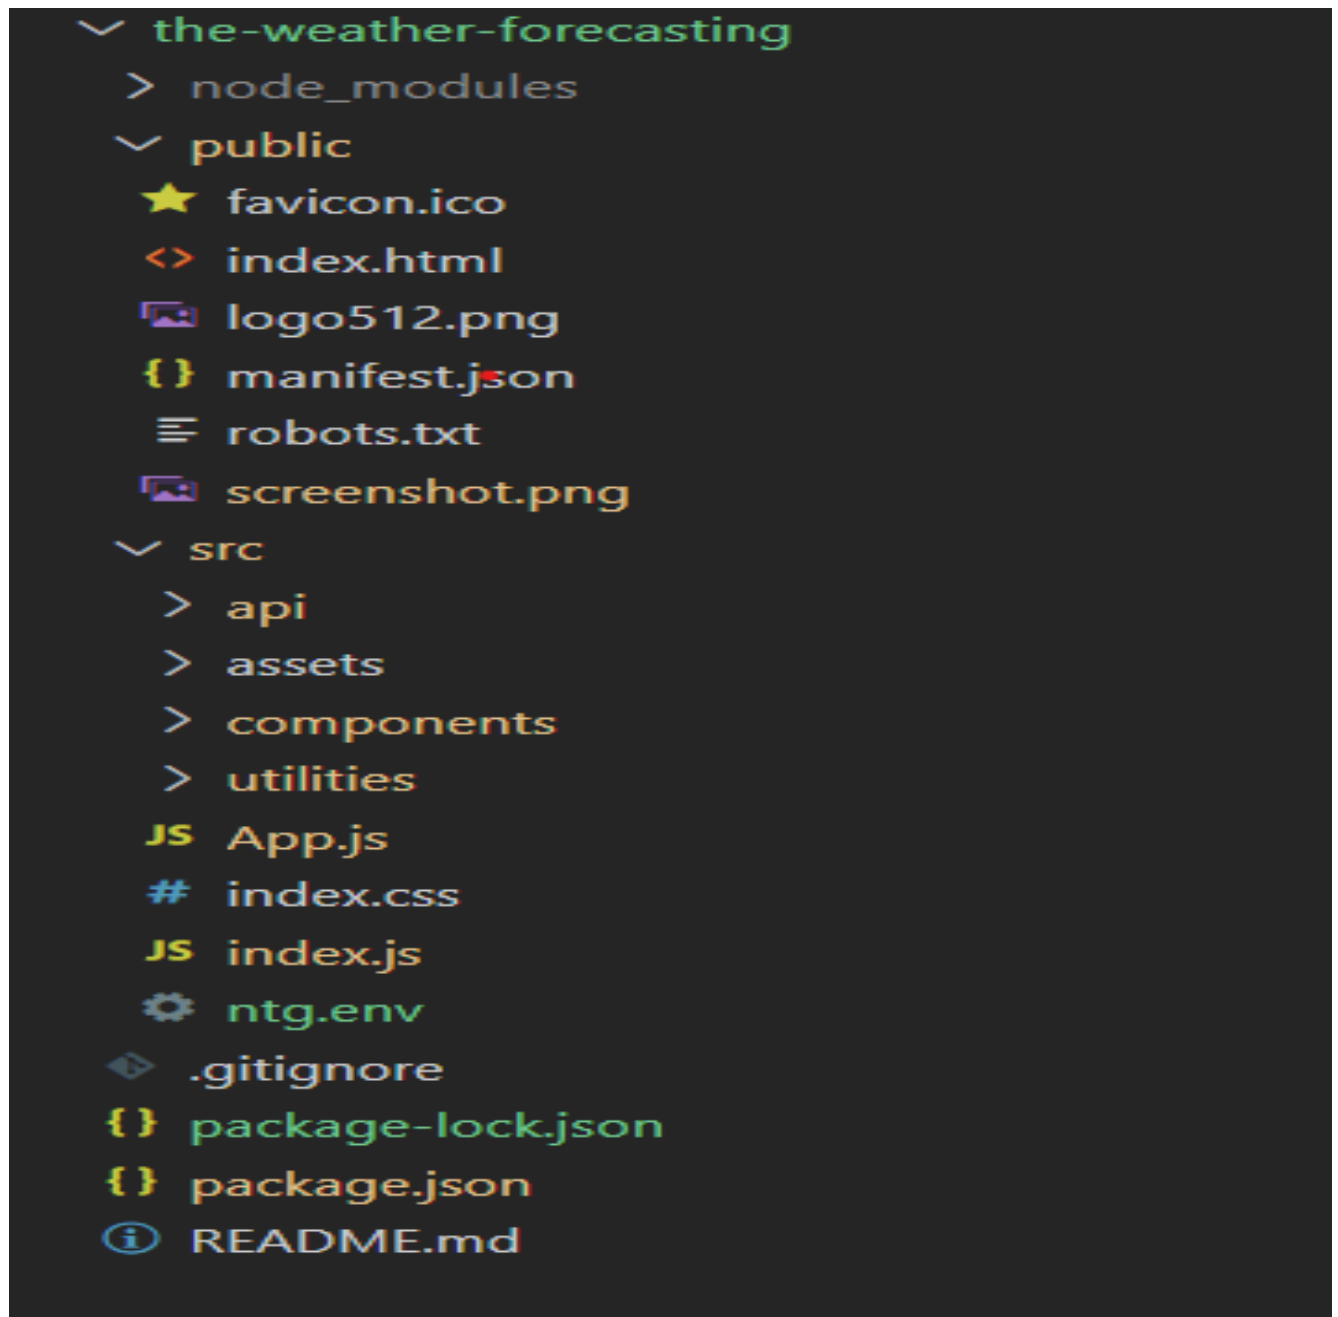 the-weather-forecasting
node_modules
public
favicon.ico
index.html
logo512.png
manifest.json
robots.txt
screenshot.png
src
api
assets
components
utilities
JS App.js
# index.css
JS index.js
ntg.env
.gitignore
{} package-lock.json
{} package.json
README.md